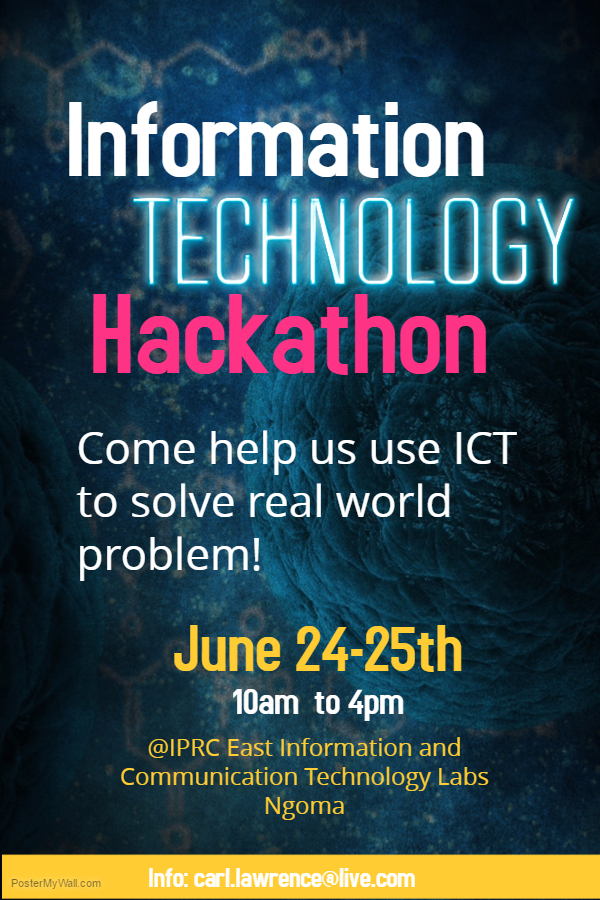 SO₃H
Information
TECHNOLOGY
Hackathon
Come help us use ICT
to solve real world
problem!
June 24-25th
10am to 4pm
@IPRC East Information and
Communication Technology Labs
Ngoma
PosterMyWall.com
Info: carl.lawrence@live.com